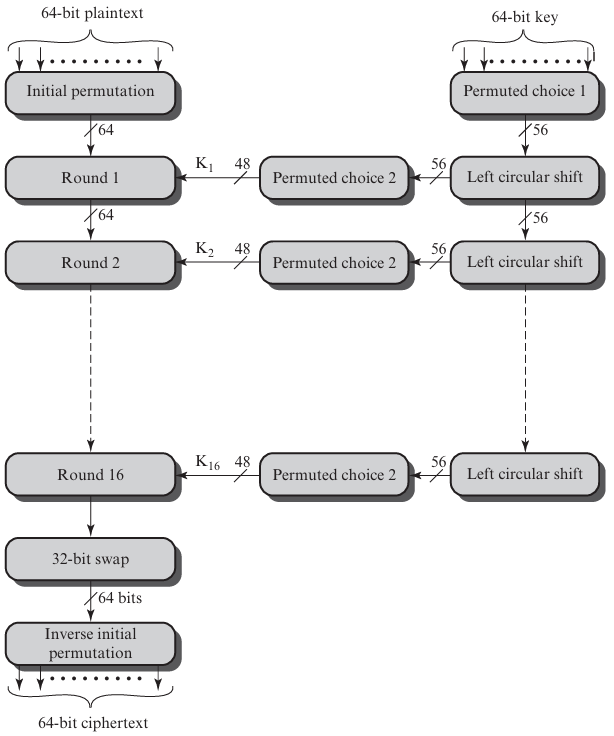 64-bit plaintext
64-bit key
Initial permutation
Permuted choice 1
64
56
Round 1
K1
48
Permuted choice 2
56
Left circular shift
64
56
Round 2
K2
48
Permuted choice 2
56
Left circular shift
Round 16
K16
48
Permuted choice 2
56
Left circular shift
32-bit swap
64 bits
Inverse initial
permutation
64-bit ciphertext